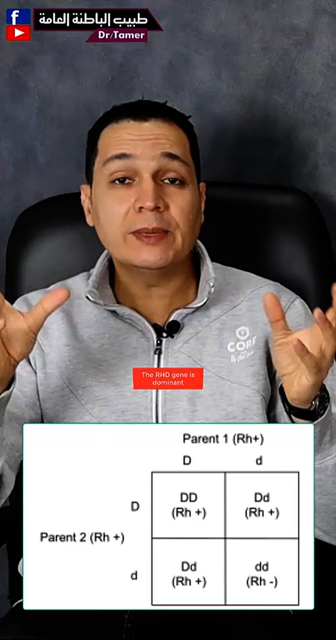 طبيب الباطنة العامة
Dr/Tamer
CORE
The RHD gene is
dominant
Parent 1 (Rh+)
D d
D
DD Dd
(Rh +) (Rh +)
Parent 2 (Rh +)
d
Dd dd
(Rh +) (Rh -)